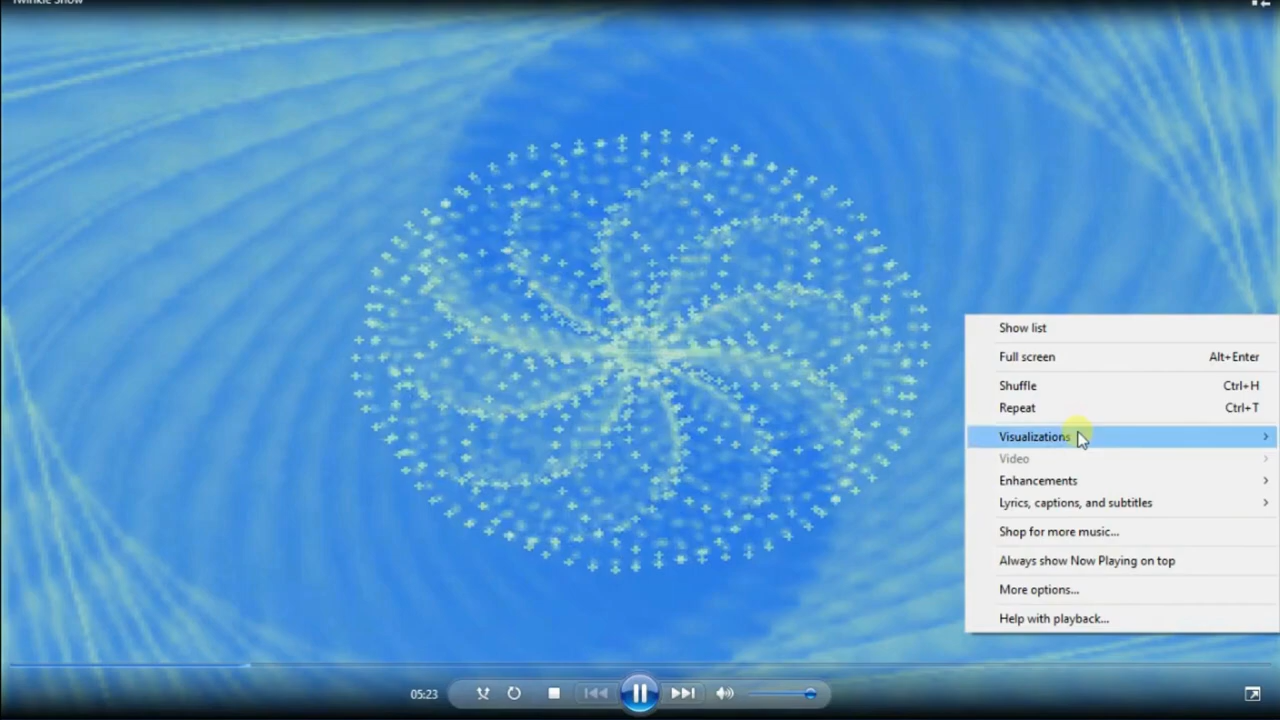 Twinkle Show
Show list
Full screen Alt+Enter
Shuffle Ctrl+H
Repeat Ctrl+T
Visualizations
Video
Enhancements
Lyrics, captions, and subtitles
Shop for more music...
Always show Now Playing on top
More options...
Help with playback...
05:23